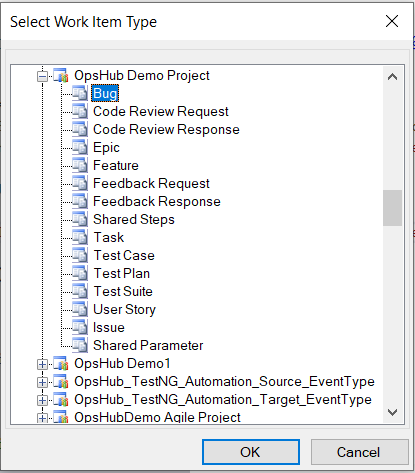 Select Work Item Type
OpsHub Demo Project
Bug
Code Review Request
Code Review Response
Epic
Feature
Feedback Request
Feedback Response
Shared Steps
Task
Test Case
Test Plan
Test Suite
User Story
Issue
Shared Parameter
OpsHub Demo1
OpsHub_TestNG_Automation_Source_EventType
OpsHub_TestNG_Automation_Target_EventType
OpsHubDemo Agile Project
OK Cancel